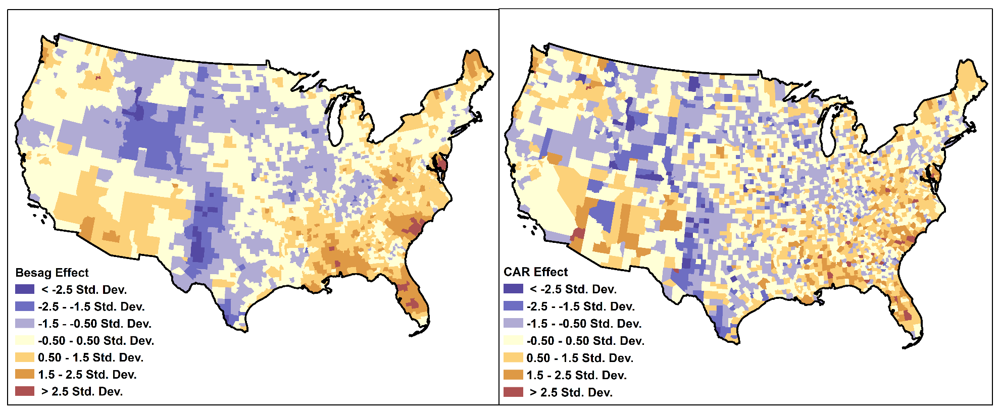 Besag Effect
< -2.5 Std. Dev.
-2.5 - -1.5 Std. Dev.
-1.5 - -0.50 Std. Dev.
-0.50 - 0.50 Std. Dev.
0.50 - 1.5 Std. Dev.
1.5 - 2.5 Std. Dev.
> 2.5 Std. Dev.
CAR Effect
< -2.5 Std. Dev.
-2.5 - -1.5 Std. Dev.
-1.5 - -0.50 Std. Dev.
-0.50 - 0.50 Std. Dev.
0.50 - 1.5 Std. Dev.
1.5 - 2.5 Std. Dev.
> 2.5 Std. Dev.